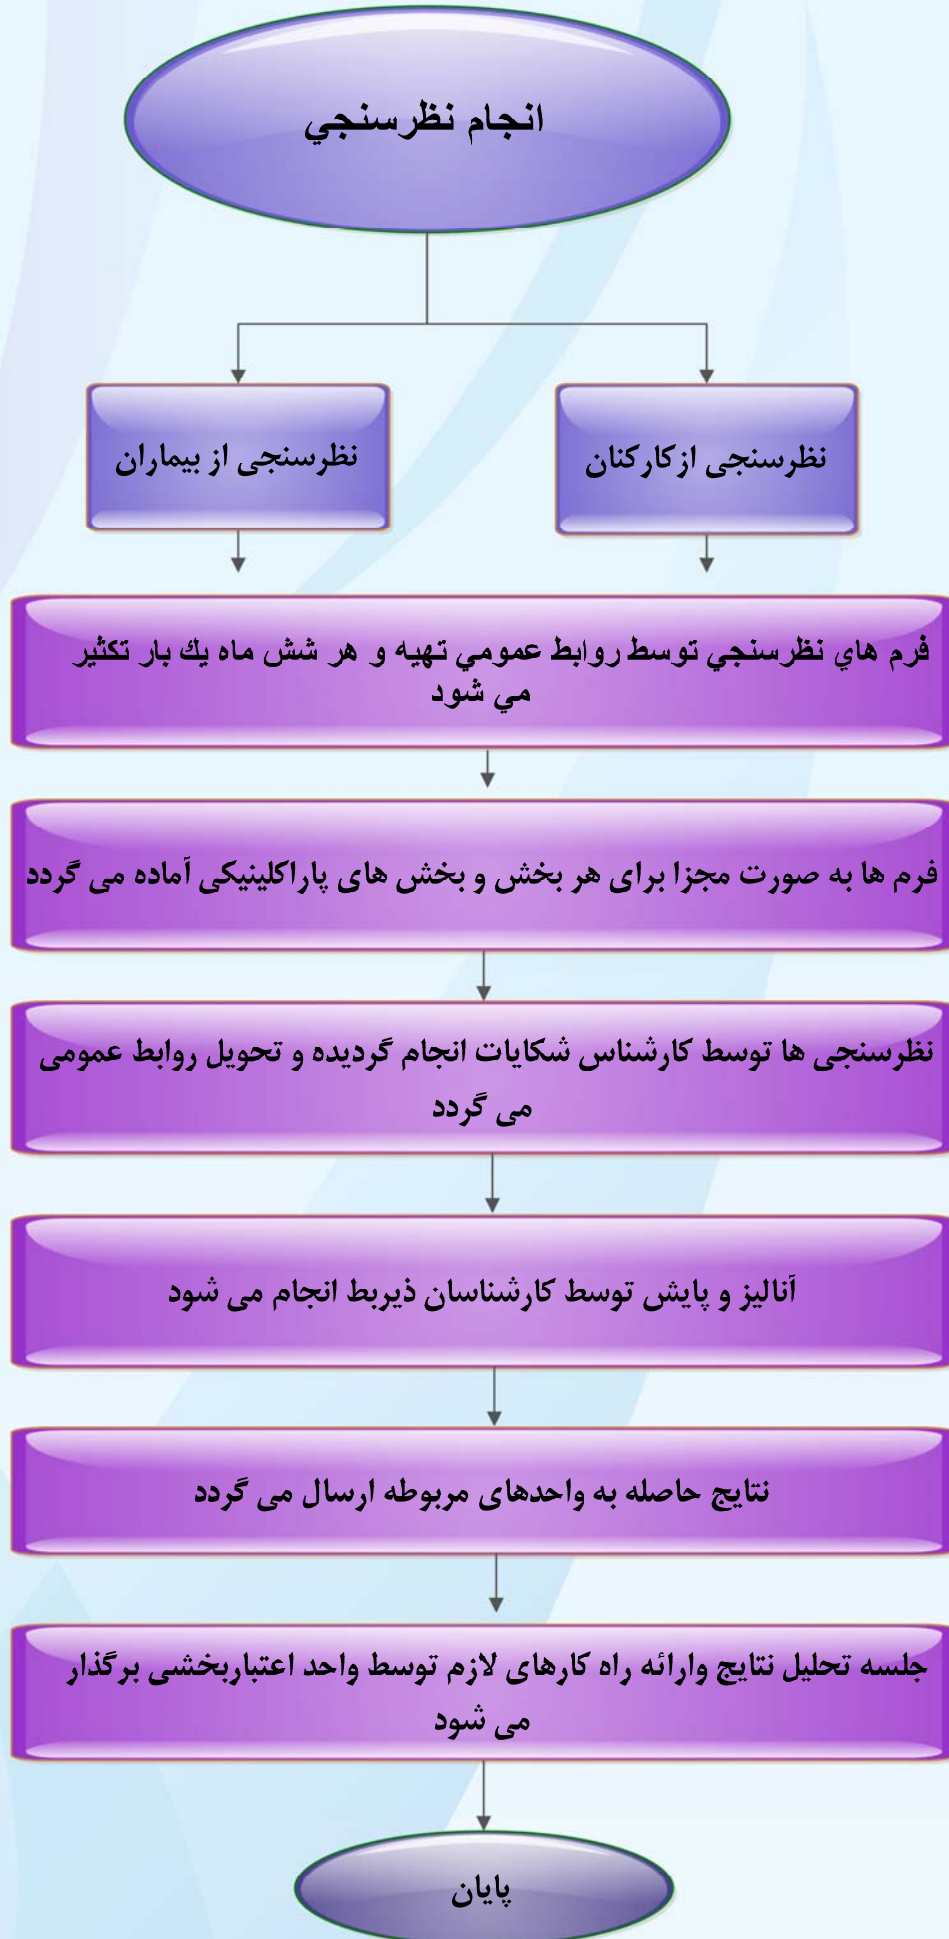 انجام نظرسنجي
نظرسنجی ازکارکنان
نظرسنجی از بیماران
فرم هاي نظرسنجي توسط روابط عمومي تهيه و هر شش ماه يك بار تكثير
مي شود
فرم ها به صورت مجزا برای هر بخش و بخش های پاراکلینیکی آماده می گردد
نظرسنجی ها توسط کارشناس شکایات انجام گردیده و تحویل روابط عمومی
می گردد
آنالیز و پایش توسط کارشناسان ذیربط انجام می شود
نتایج حاصله به واحدهای مربوطه ارسال می گردد
جلسه تحلیل نتایج وارائه راه کارهای لازم توسط واحد اعتباربخشی برگذار
می شود
پایان